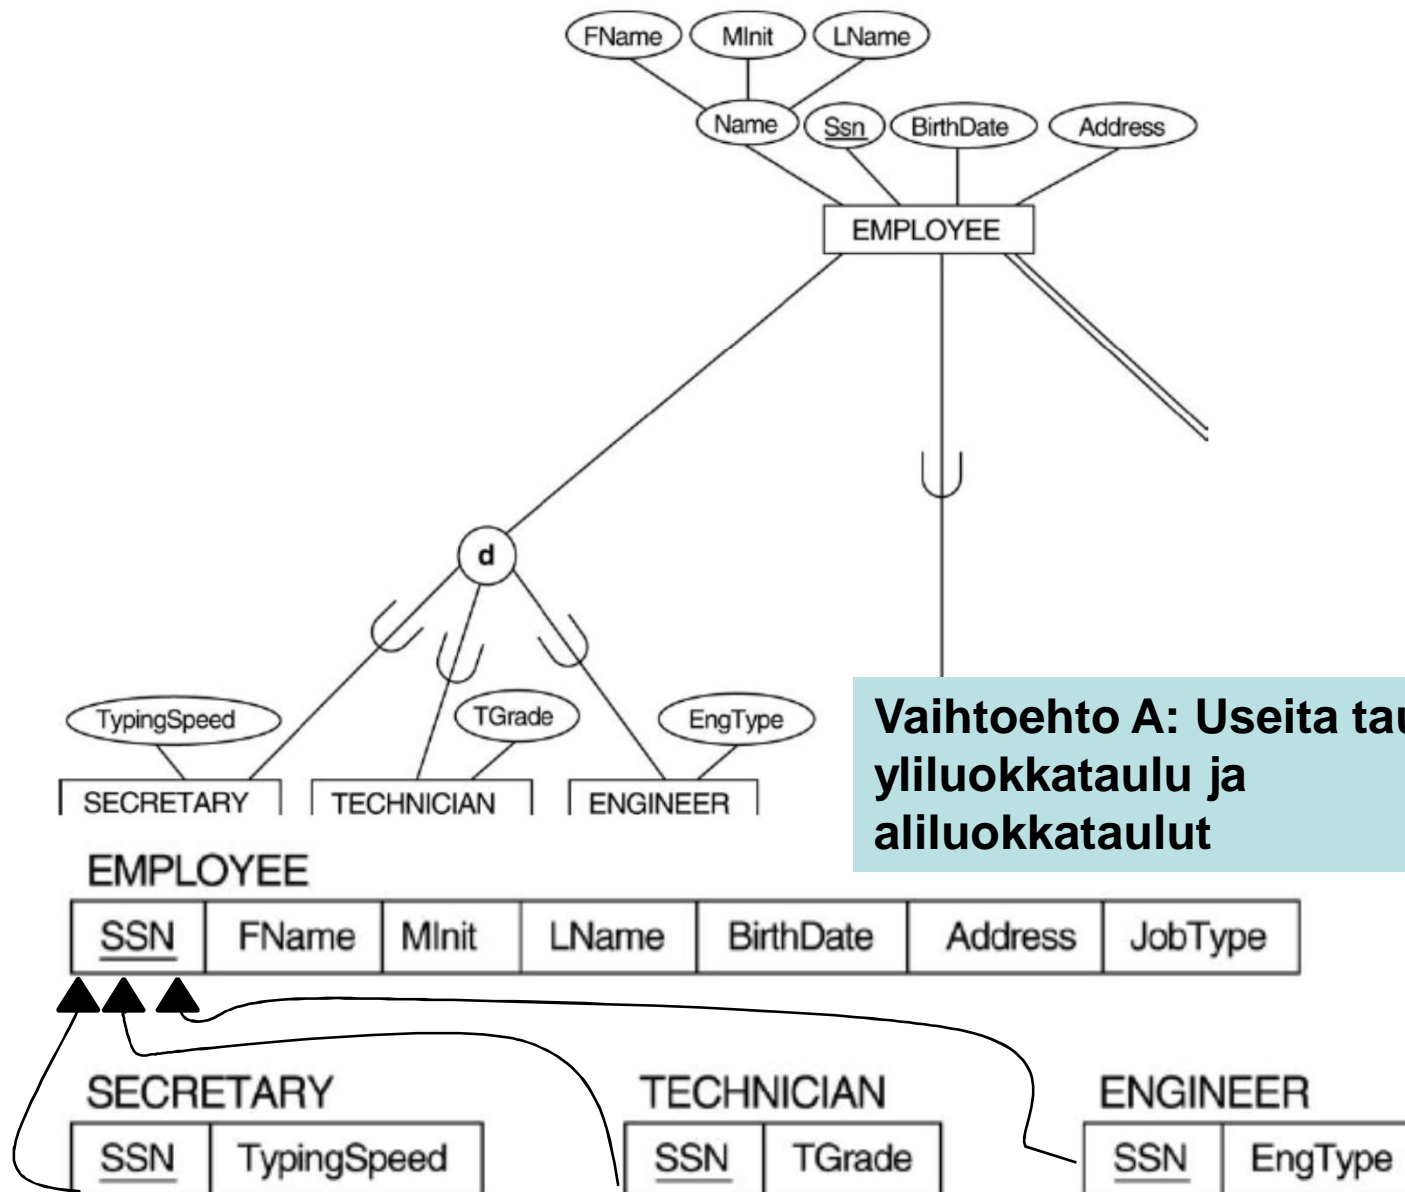 FName MInit LName
Name Ssn BirthDate Address
EMPLOYEE
d
TypingSpeed TGrade EngType
SECRETARY TECHNICIAN ENGINEER
Vaihtoehto A: Useita
yliluokkataulu ja
aliluokkataulut
EMPLOYEE
SSN FName MInit LName BirthDate Address JobType
SECRETARY TECHNICIAN ENGINEER
SSN TypingSpeed SSN TGrade SSN EngType